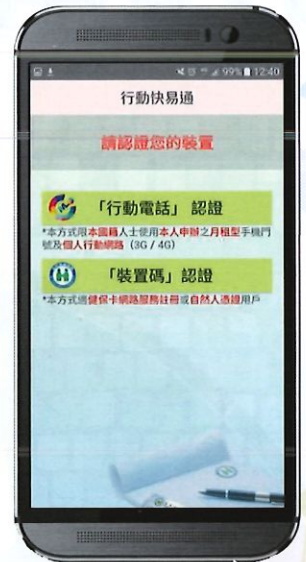 99% 12:40
行動快易通
請認證您的裝置
「行動電話」 認證
*本方式限本國籍人士使用本人申辦之月租型手機門
號及個人行動網路（3G / 4G）
「裝置碼」認證
*本方式適健保卡網路服務註冊或自然人憑證用戶